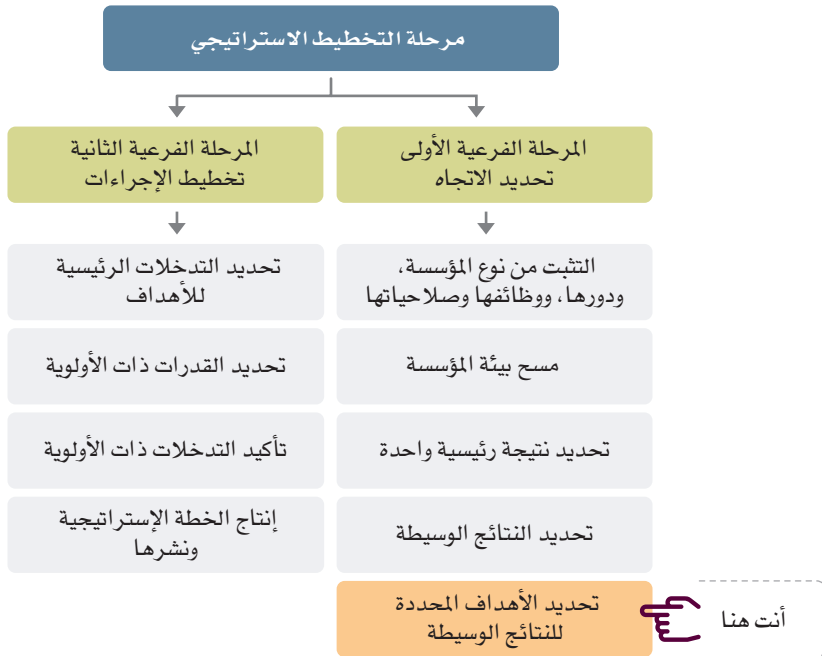 مرحلة التخطيط الاستراتيجي
المرحلة الفرعية الأولى
تحديد الاتجاه
التثبت من نوع المؤسسة،
ودورها، ووظائفها وصلاحياتها
مسح بيئة المؤسسة
تحديد نتيجة رئيسية واحدة
تحديد النتائج الوسيطة
تحديد الأهداف المحددة
للنتائج الوسيطة
أنت هنا
المرحلة الفرعية الثانية
تخطيط الإجراءات
تحديد التدخلات الرئيسية
للأهداف
تحديد القدرات ذات الأولوية
تأكيد التدخلات ذات الأولوية
إنتاج الخطة الإستراتيجية
ونشرها